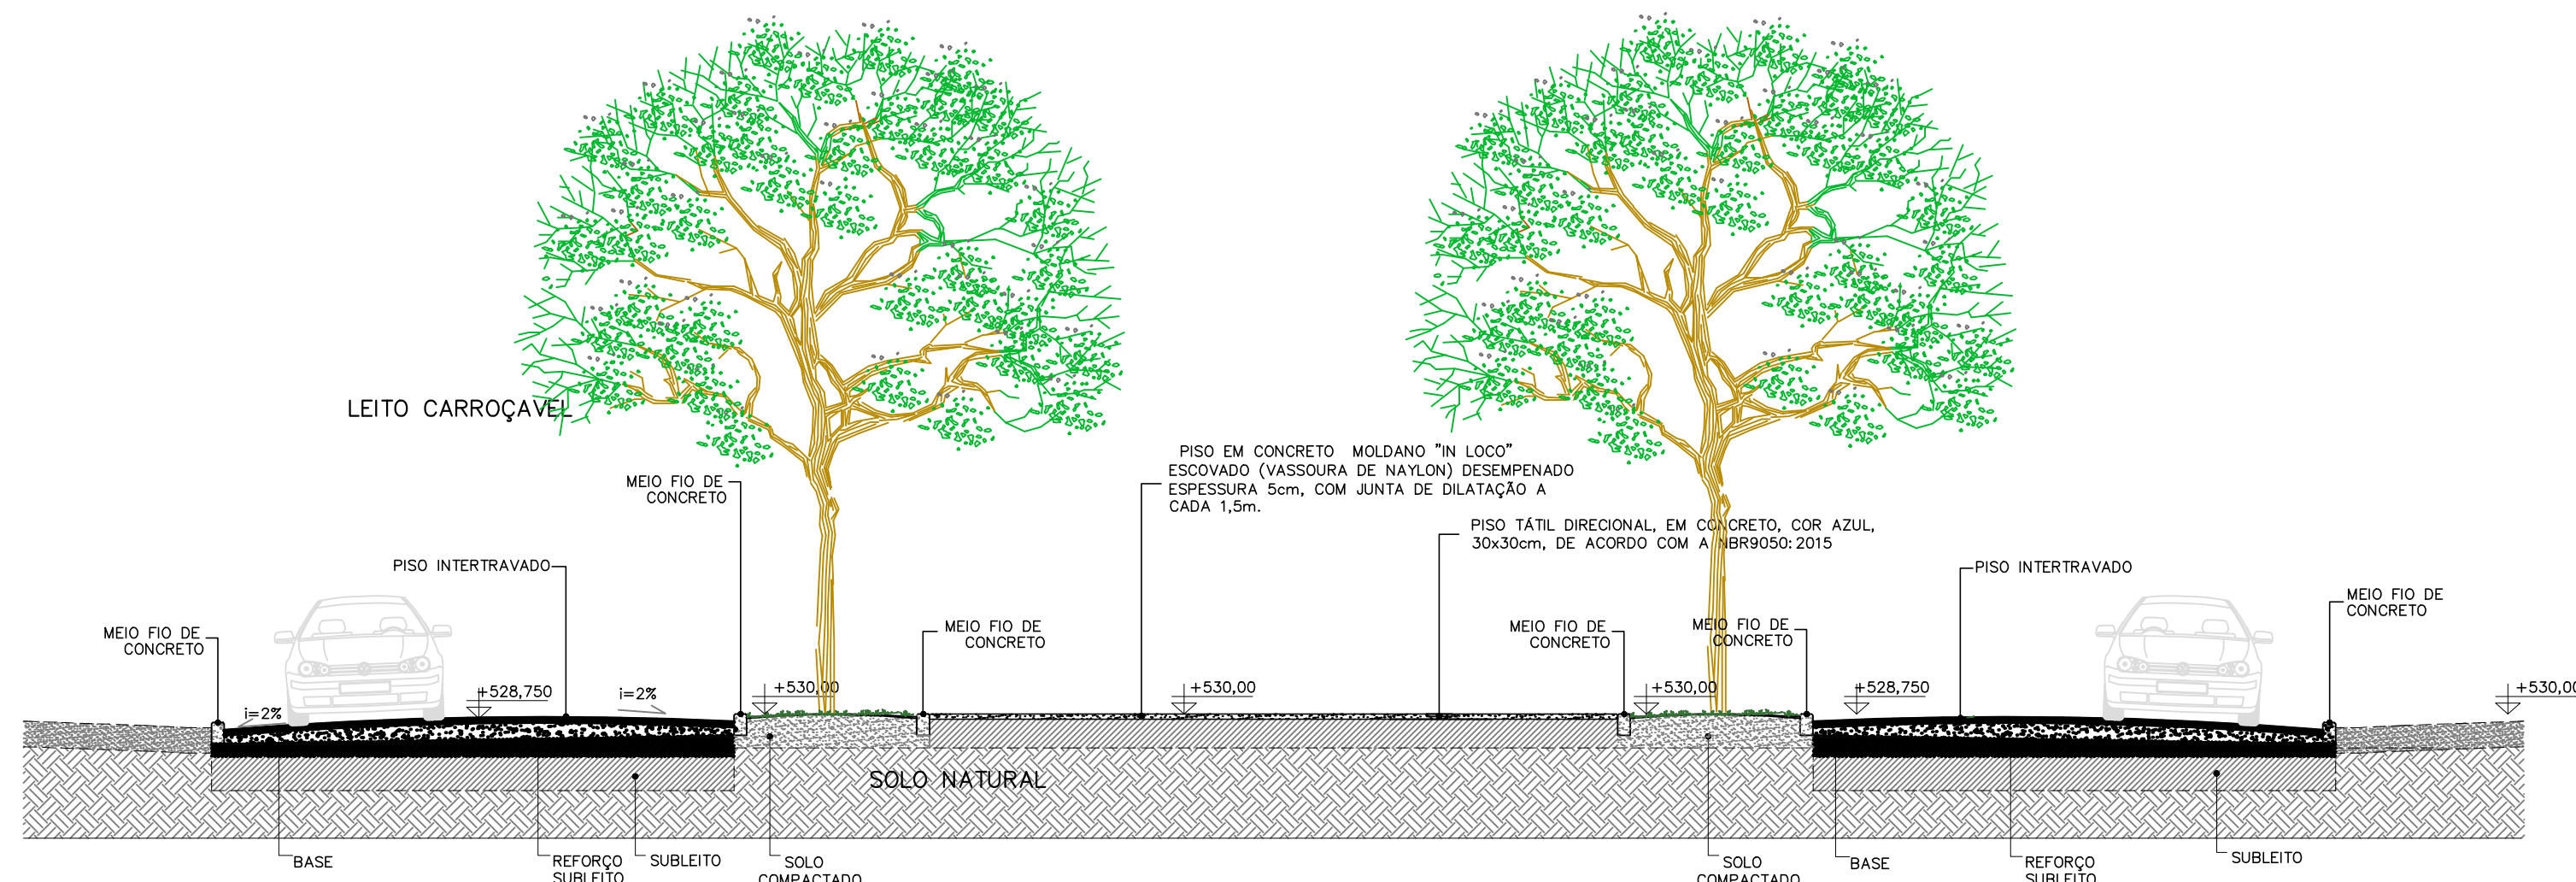 LEITO CARROÇAVEL
PISO EM CONCRETO MOLDANO "IN LOCO"
ESCOVADO (VASSOURA DE NAYLON) DESEMPENADO
ESPESSURA 5cm, COM JUNTA DE DILATAÇÃO A
CADA 1,5m.
MEIO FIO DE
CONCRETO
PISO TÁTIL DIRECIONAL, EM CONCRETO, COR AZUL,
30x30cm, DE ACORDO COM A NBR9050:2015
PISO INTERTRAVADO
PISO INTERTRAVADO
MEIO FIO DE
CONCRETO
MEIO FIO DE
CONCRETO
MEIO FIO DE
CONCRETO
MEIO FIO DE
CONCRETO
MEIO FIO DE
CONCRETO
i=2%
+528,750
i=2%
+530,00
+530,00
+530,00
+528,750
+530,00
SOLO NATURAL
BASE
REFORÇO
SUBLEITO
SUBLEITO
SOLO
COMPACTADO
SOLO
COMPACTADO
BASE
REFORÇO
SUBLEITO
SUBLEITO